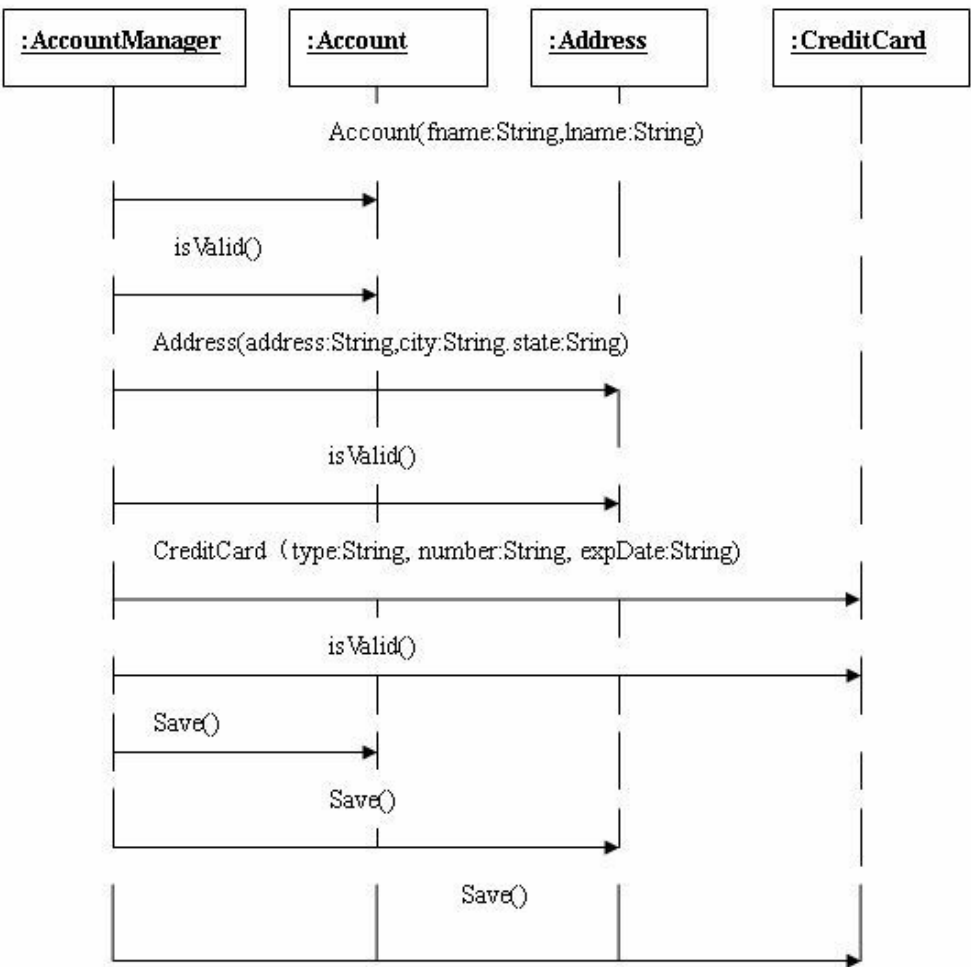 :AccountManager
:Account
:Address
:CreditCard
Account(fname:String,lname:String)
isValid()
Address(address:String,city:String.state:Sring)
isValid()
CreditCard（type:String, number:String, expDate:String)
isValid()
Save()
Save()
Save()